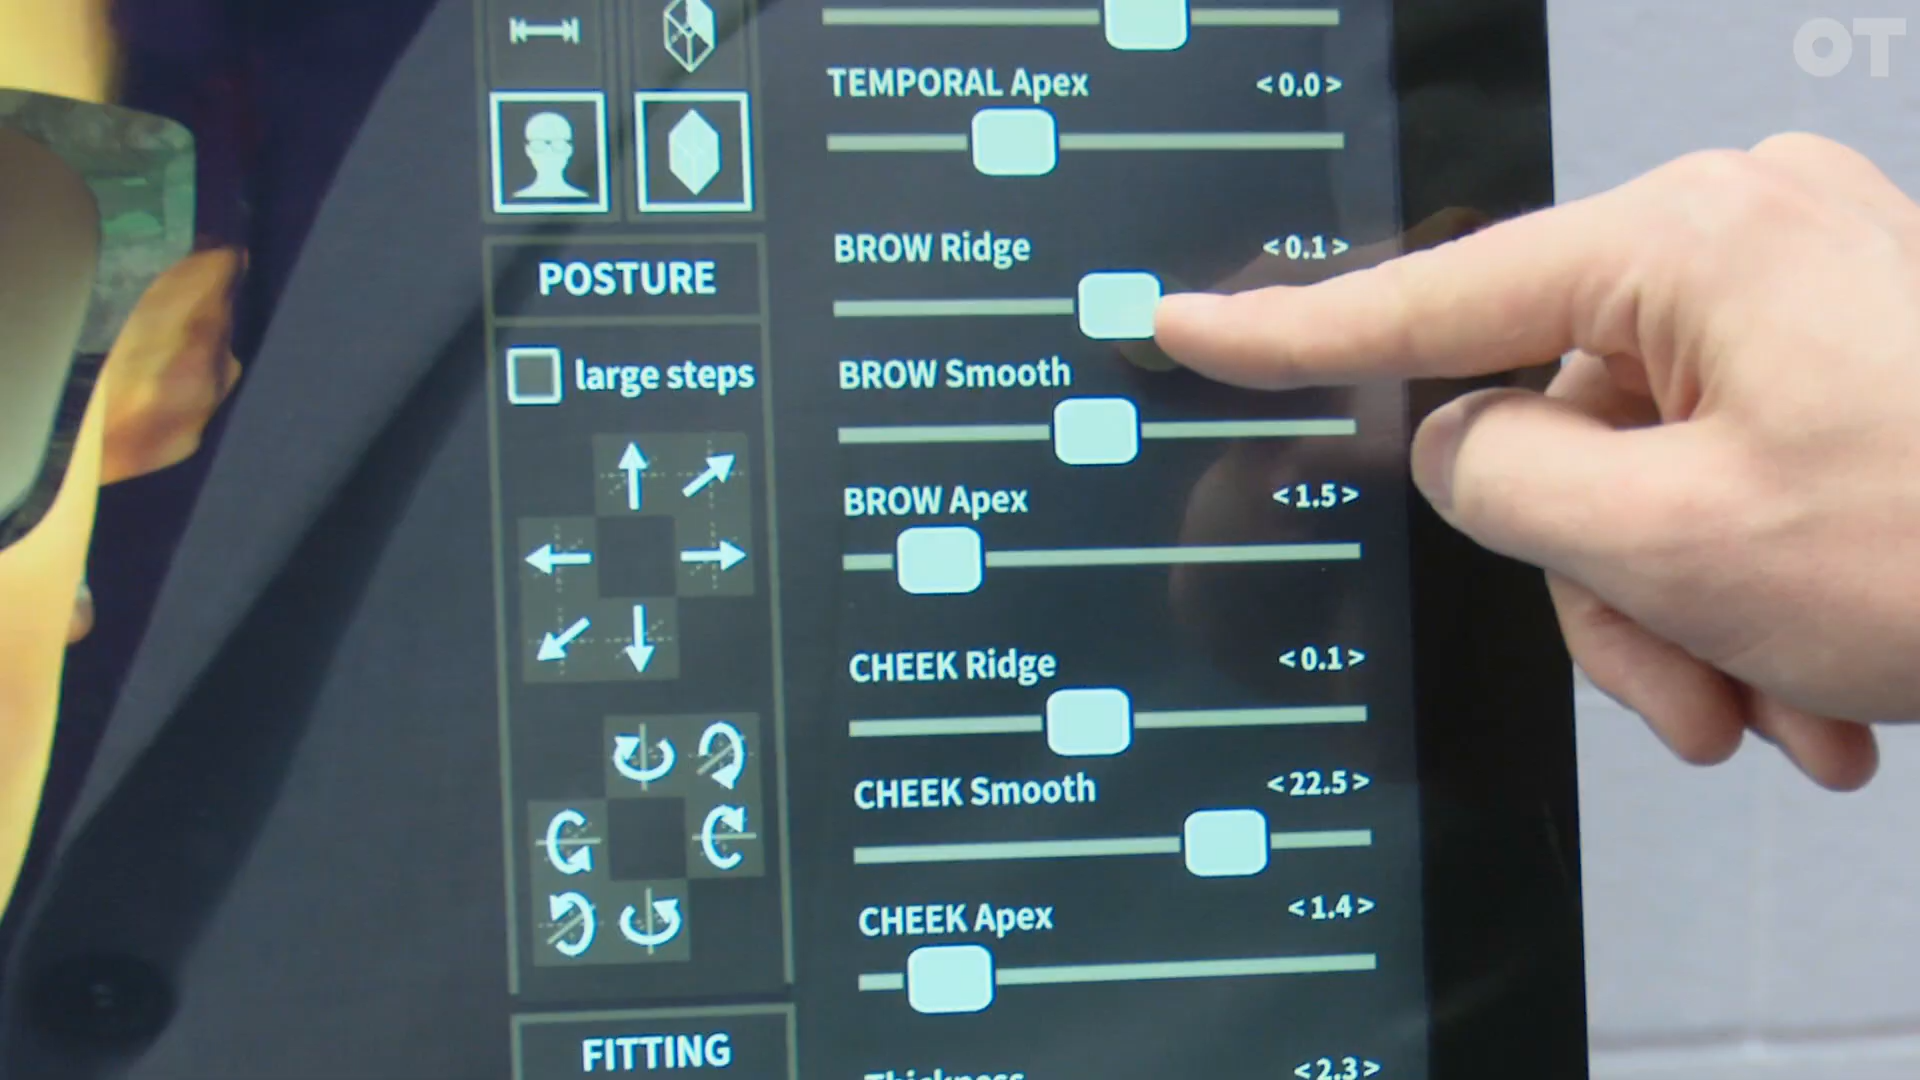 OT
TEMPORAL Apex <0.0>
BROW Ridge <0.1>
POSTURE
large steps
BROW Smooth
BROW Apex <1.5>
CHEEK Ridge <0.1>
CHEEK Smooth <22.5>
CHEEK Apex <1.4>
FITTING
Thickness <2.3>